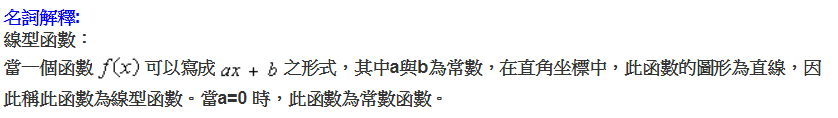 名詞解釋:
線型函數：
當一個函數 f(x) 可以寫成 ax + b 之形式，其中a與b為常數，在直角坐標中，此函數的圖形為直線，因
此稱此函數為線型函數。當a=0 時，此函數為常數函數。